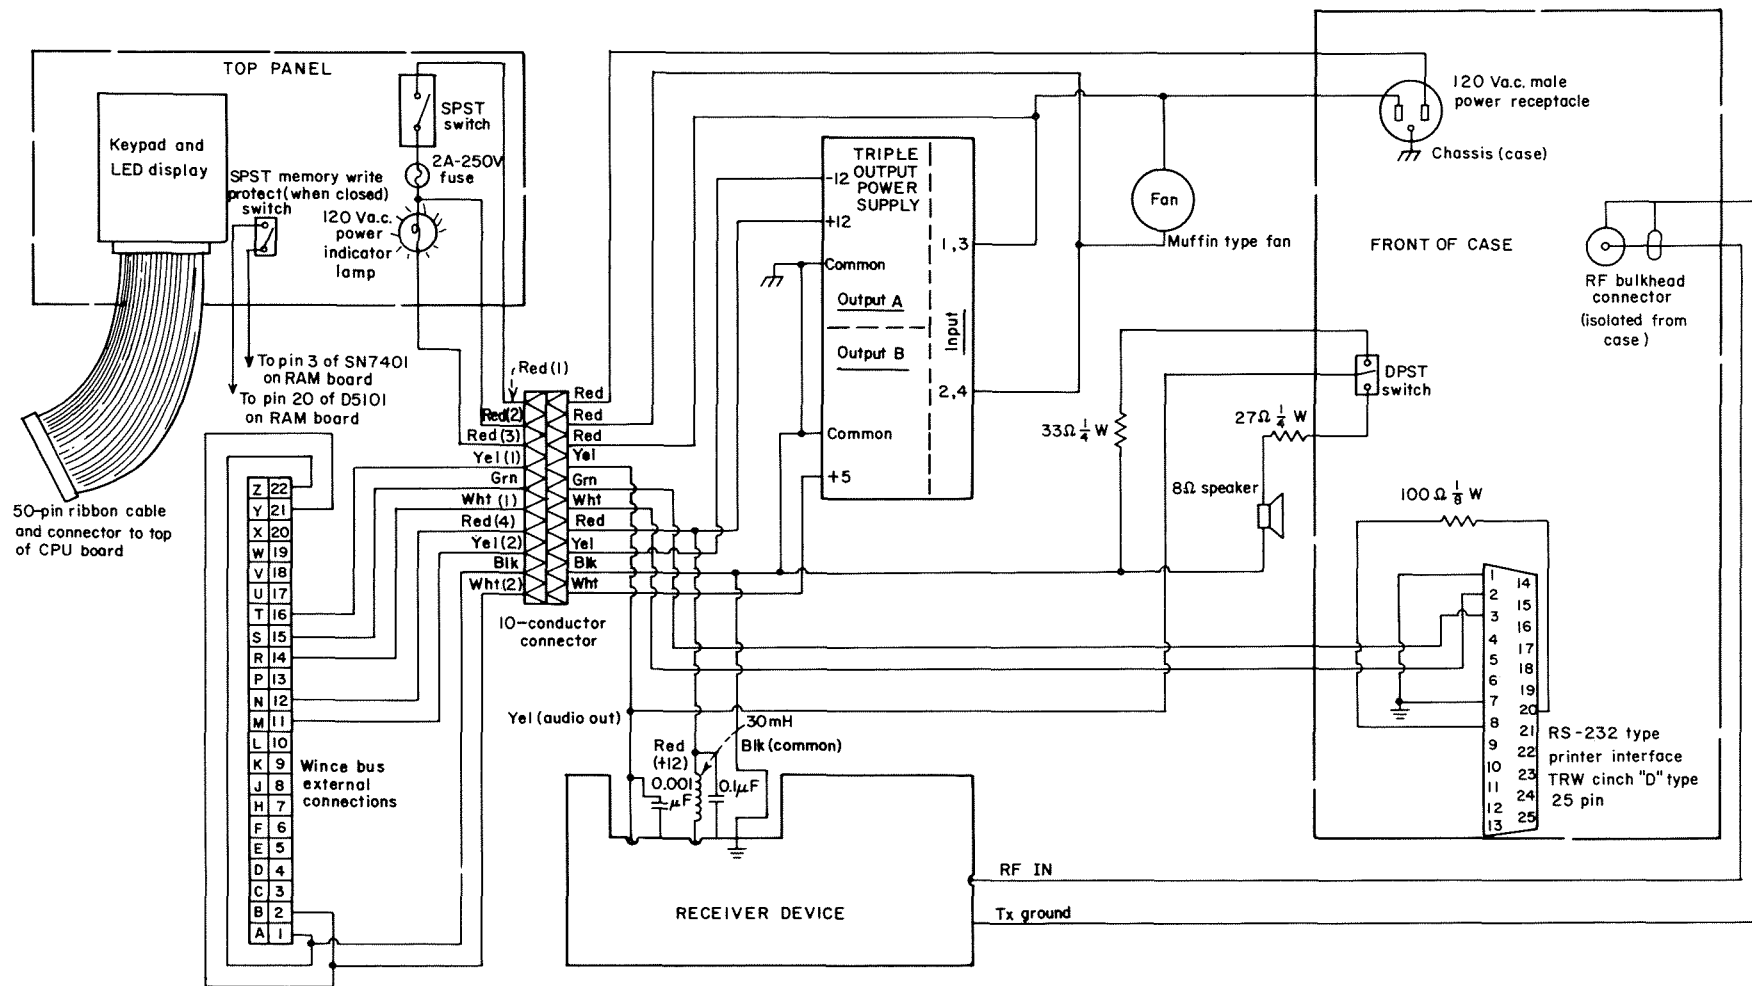 TOP PANEL
Keypad and
LED display
SPST
switch
2A-250V
fuse
SPST memory write
protect (when closed)
switch
120 Va.c.
power
indicator
lamp
To pin 3 of SN7401
on RAM board
To pin 20 of D5101
on RAM board
50-pin ribbon cable
and connector to top
of CPU board
Z 22
Y 21
X 20
W 19
V 18
U 17
T 16
S 15
R 14
P 13
N 12
M 11
L 10
K 9
J 8
H 7
F 6
E 5
D 4
C 3
B 2
A 1
Wince bus
external
connections
Red (1)
Red(2)
Red (3)
Yel (1)
Grn
Wht (1)
Red (4)
Yel (2)
Blk
Wht (2)
Red
Red
Red
Yel
Grn
Wht
Red
Yel
Blk
Wht
10-conductor
connector
TRIPLE
OUTPUT
POWER
SUPPLY
-12
+12
Common
Output A
Output B
Common
+5
1,3
Input
2,4
Fan
Muffin type fan
120 Va.c. male
power receptacle
Chassis (case)
FRONT OF CASE
RF bulkhead
connector
(isolated from
case)
DPST
switch
33Ω 1/4 W
27Ω 1/4 W
8Ω speaker
100Ω 1/8 W
1
2
3
4
5
6
7
8
9
10
11
12
13
14
15
16
17
18
19
20
21
22
23
24
25
RS-232 type
printer interface
TRW cinch "D" type
25 pin
Yel (audio out)
Red
(+12)
30mH
Blk (common)
0.001
μF
0.1μF
RECEIVER DEVICE
RF IN
Tx ground